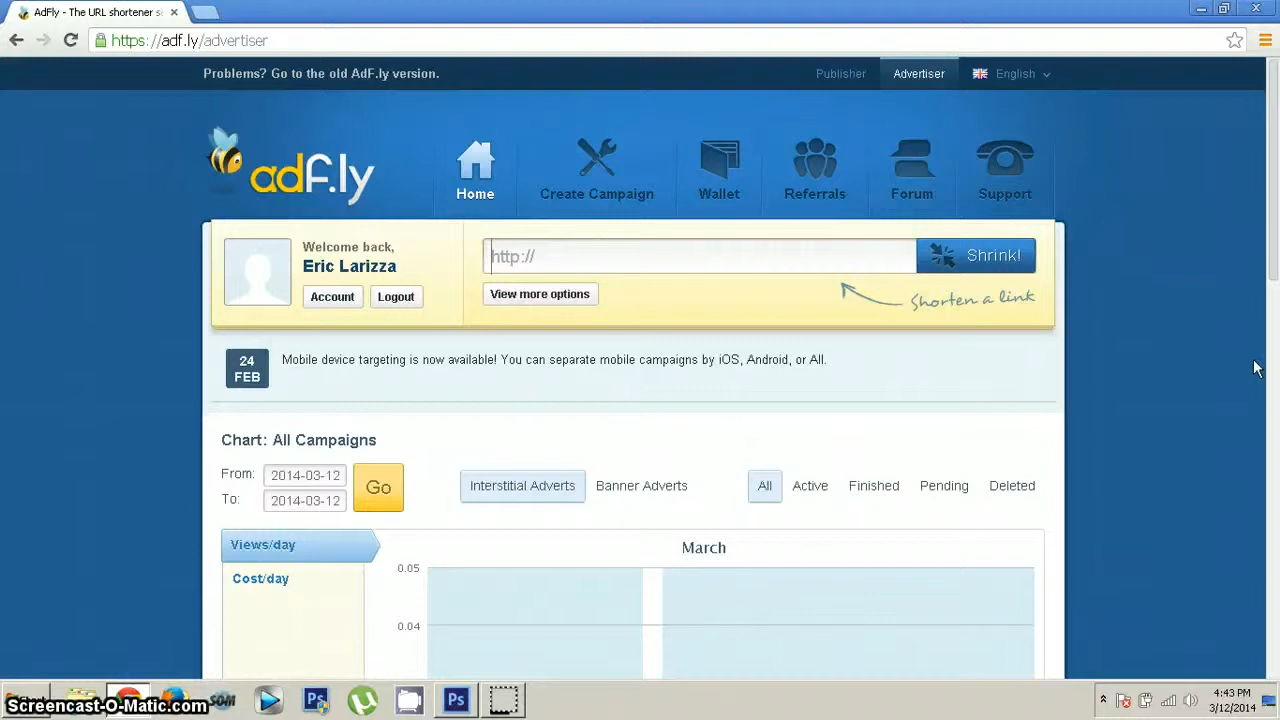 AdFly - The URL shortener s
https://adf.ly/advertiser
Problems? Go to the old AdF.ly version.
Publisher
Advertiser
English
adf.ly
Home
Create Campaign
Wallet
Referrals
Forum
Support
Welcome back,
Eric Larizza
Account
Logout
http://
Shrink!
View more options
Shorten a link
24
FEB
Mobile device targeting is now available! You can separate mobile campaigns by iOS, Android, or All.
Chart: All Campaigns
From:
2014-03-12
To:
2014-03-12
Go
Interstitial Adverts
Banner Adverts
All
Active
Finished
Pending
Deleted
Views/day
Cost/day
March
0.05
0.04
Screencast-O-Matic.com
SOM
Ps
Ps
4:43 PM
3/12/2014